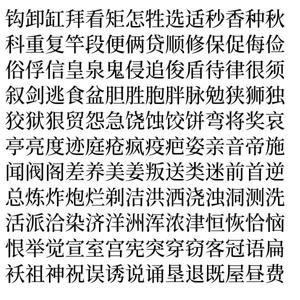 钩卸缸拜看矩怎牲选适秒香种秋
科重复竿段便俩贷顺修保促侮俭
俗俘信皇泉鬼侵追俊盾待律很须
叙剑逃食盆胆胜胞胖脉勉狭狮独
狡狱狠贸怨急饶蚀饺饼弯将奖哀
亭亮度迹庭疮疯疫疤姿亲音帝施
闻阀阁差养美姜叛送类迷前首逆
总炼炸炮烂剃洁洪洒浇浊洞测洗
活派洽染济洋洲浑浓津恒恢恰恼
恨举觉宣室宫宪突穿窃客冠语扁
袄祖神祝误诱说诵垦退既屋昼费